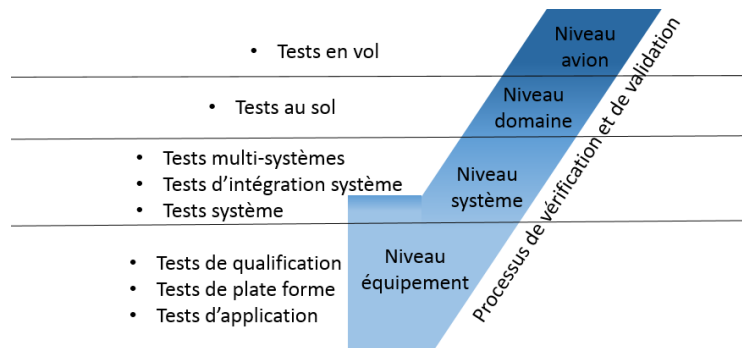 • Tests en vol
Niveau
avion
• Tests au sol
Niveau
domaine
• Tests multi-systèmes
• Tests d’intégration système
• Tests système
Niveau
système
• Tests de qualification
• Tests de plate forme
• Tests d’application
Niveau
équipement
Processus de vérification et de validation